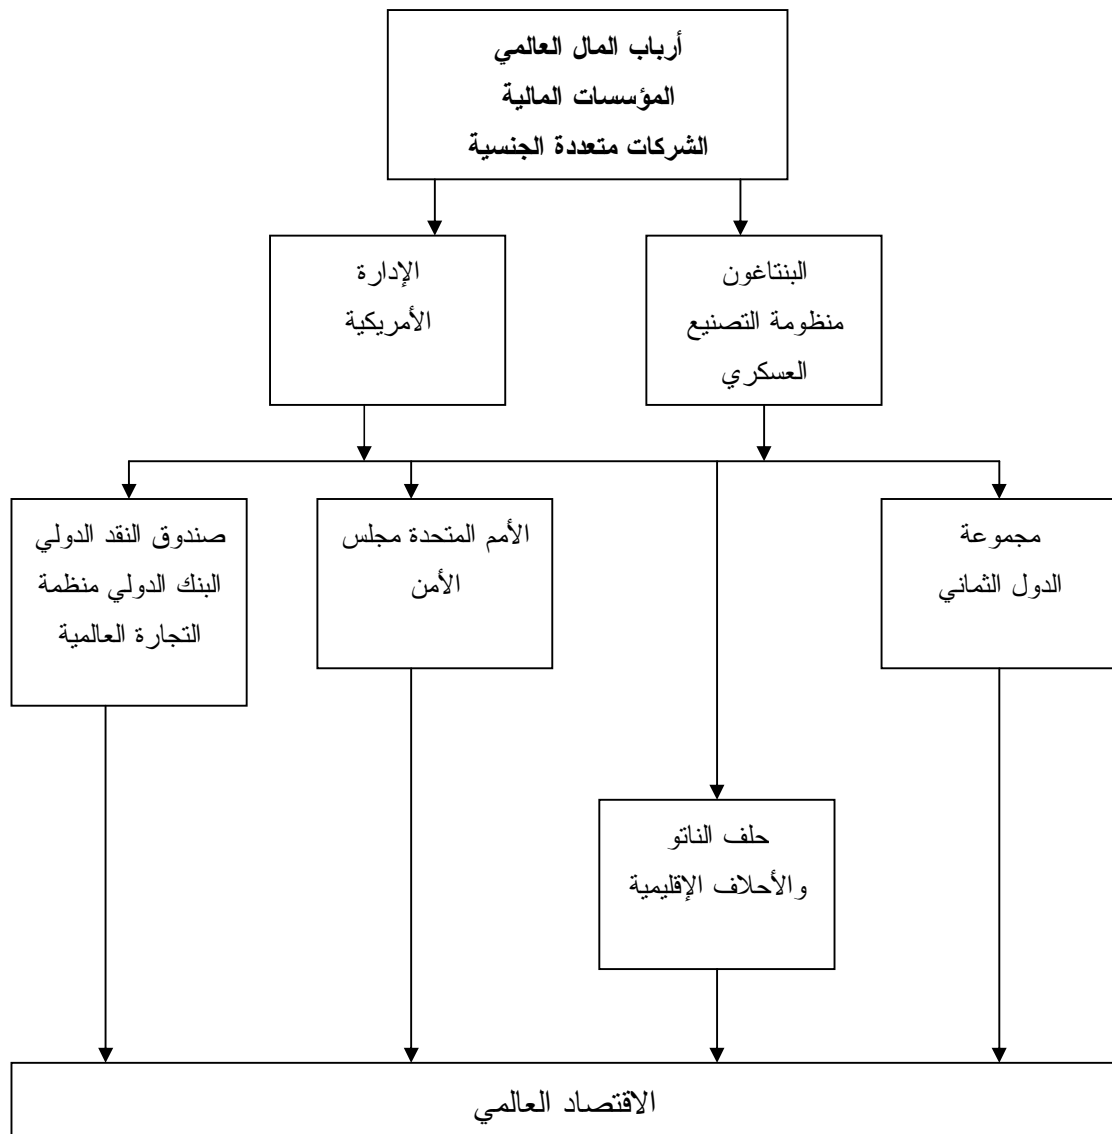 أرباب المال العالمي
المؤسسات المالية
الشركات متعددة الجنسية
البنتاغون
منظومة التصنيع
العسكري
الإدارة
الأمريكية
مجموعة
الدول الثماني
الأمم المتحدة مجلس
الأمن
صندوق النقد الدولي
البنك الدولي منظمة
التجارة العالمية
حلف الناتو
والأحلاف الإقليمية
الاقتصاد العالمي